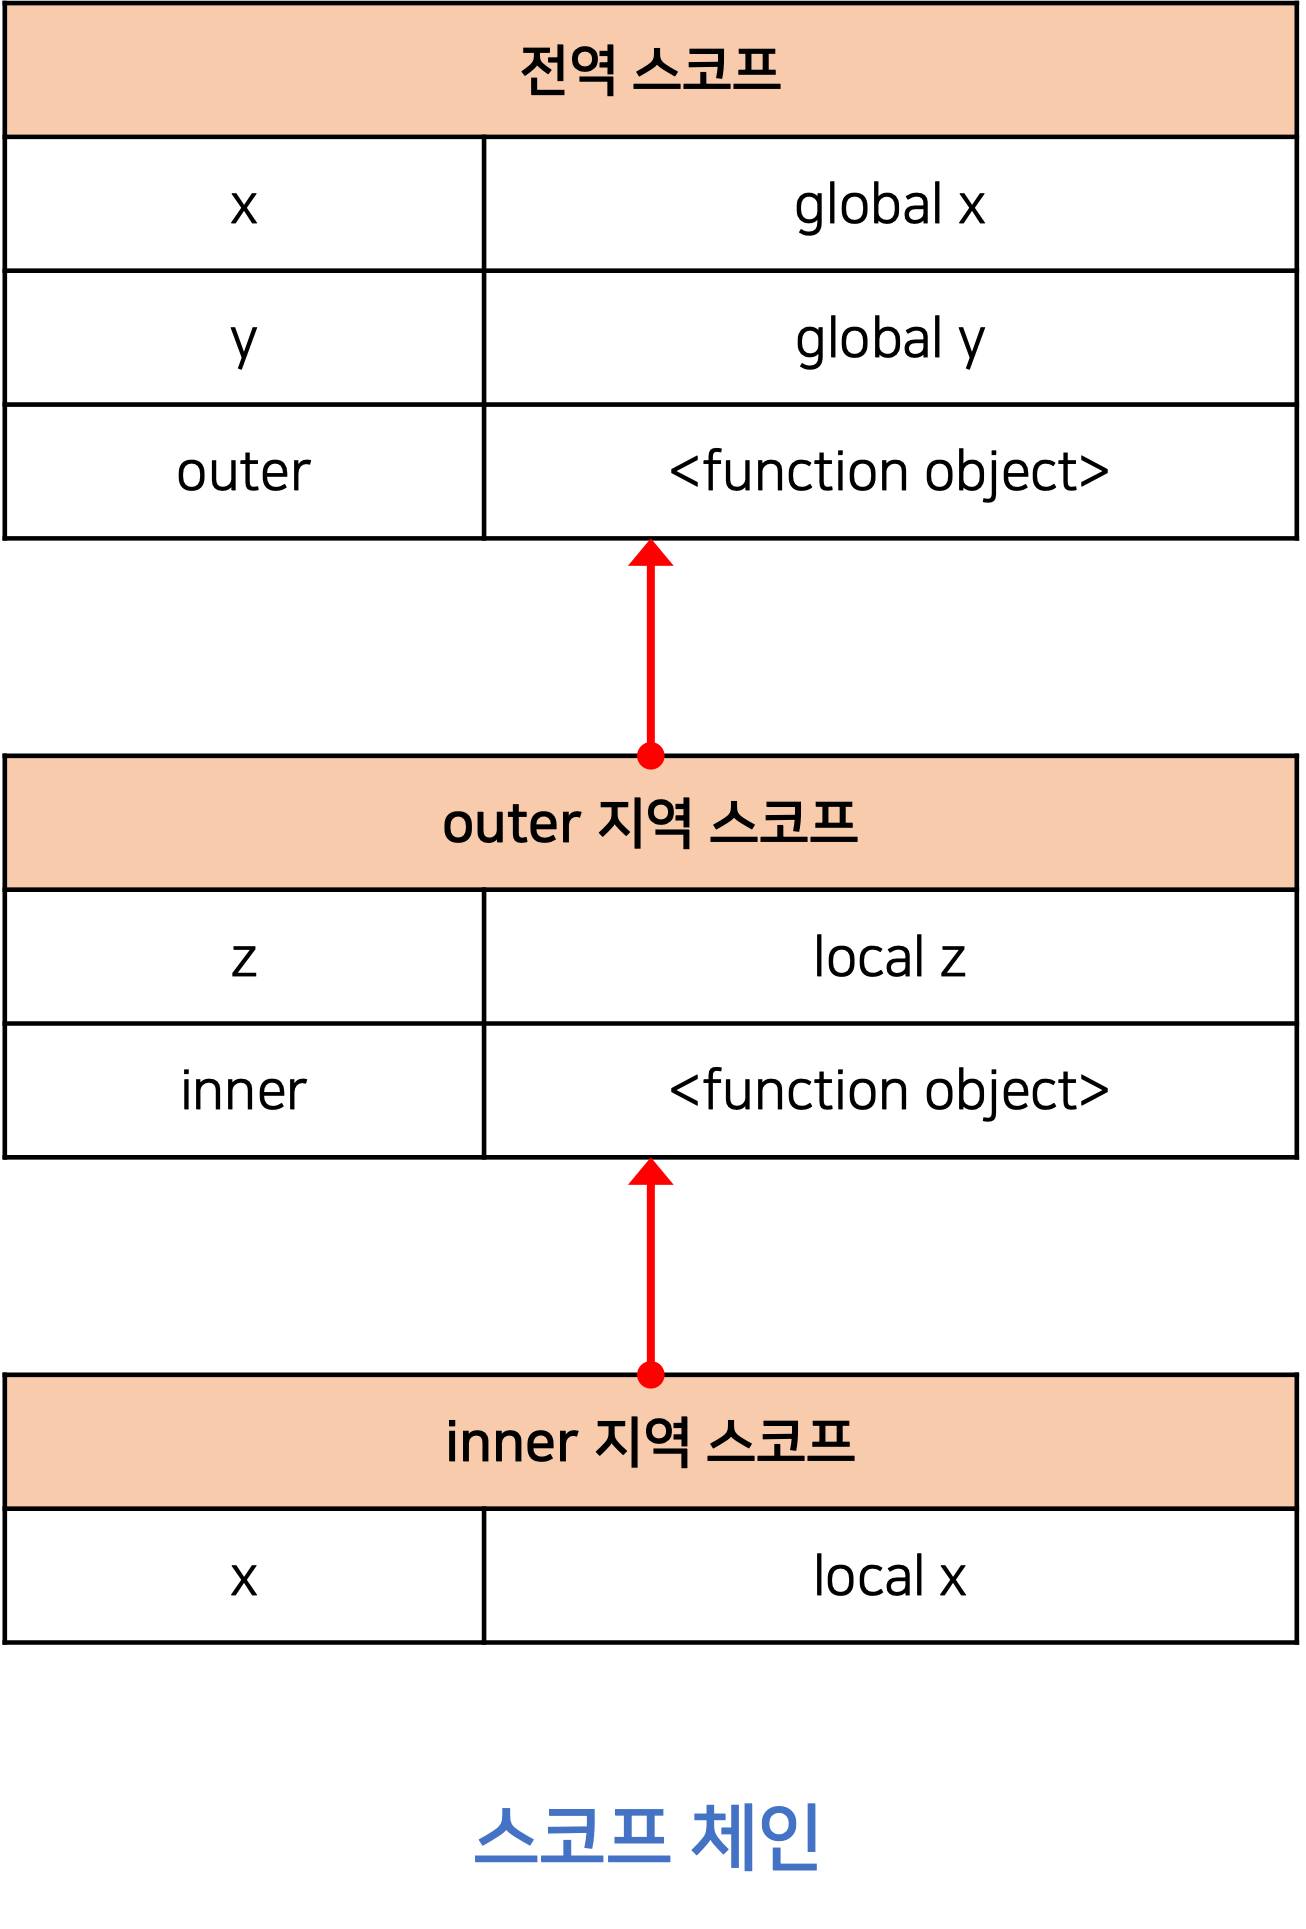 전역 스코프
x global x
y global y
outer <function object>
outer 지역 스코프
z local z
inner <function object>
inner 지역 스코프
x local x
스코프 체인